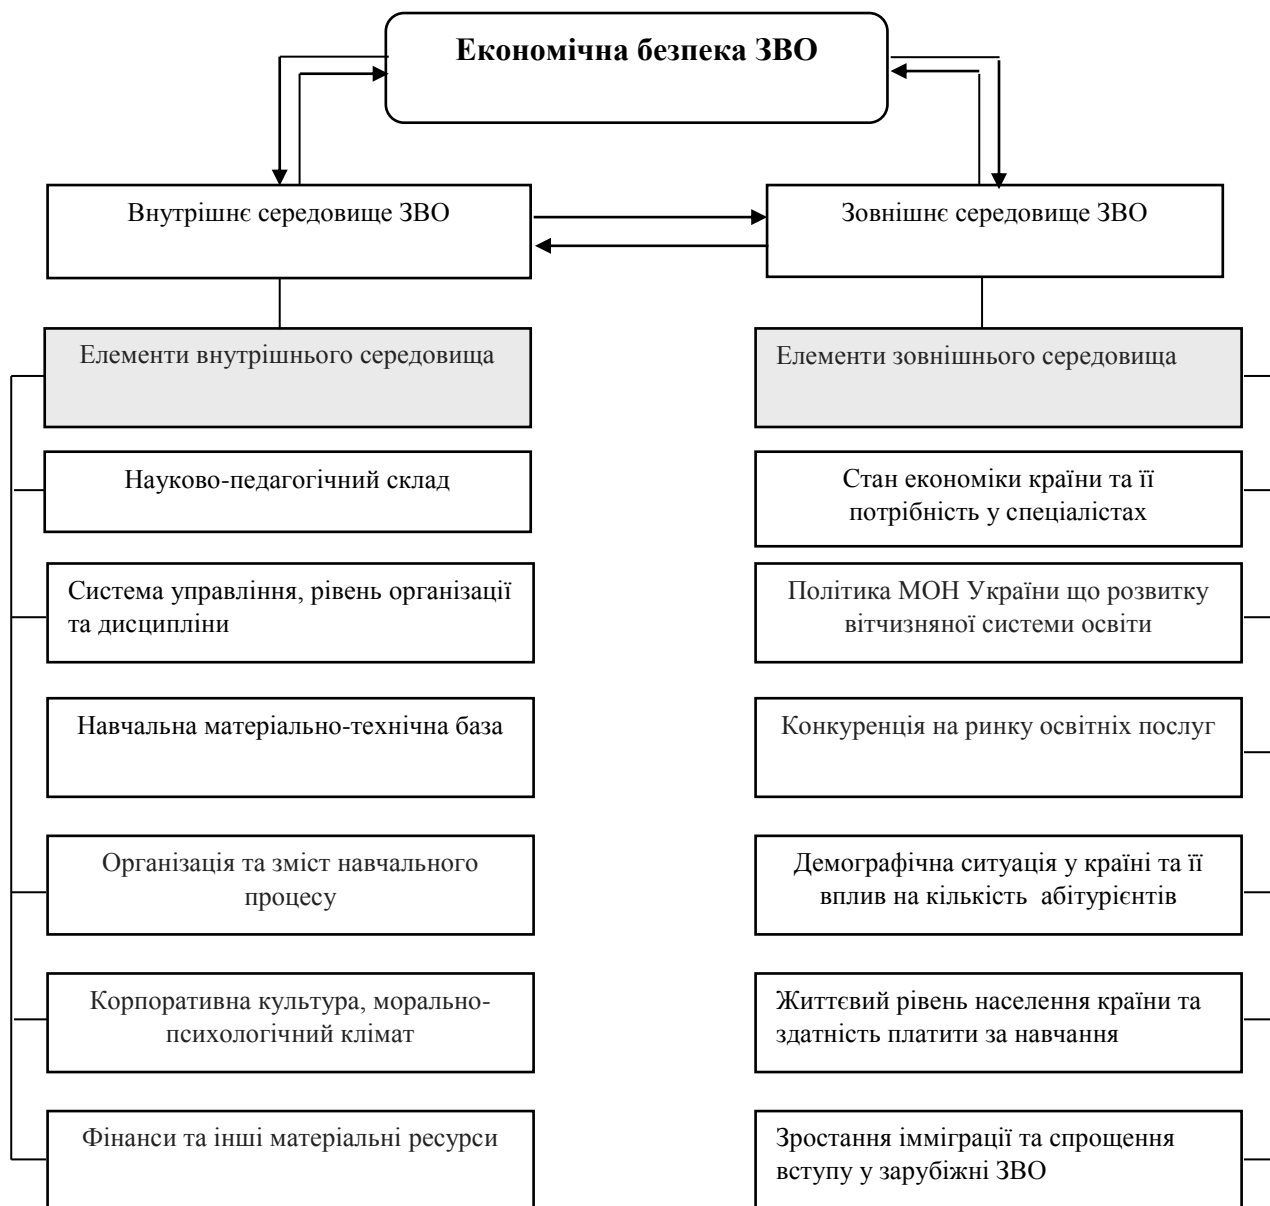 Економічна безпека ЗВО
Внутрішнє середовище ЗВО
Зовнішнє середовище ЗВО
Елементи внутрішнього середовища
Елементи зовнішнього середовища
Науково-педагогічний склад
Стан економіки країни та її
потрібність у спеціалістах
Система управління, рівень організації
та дисципліни
Політика МОН України що розвитку
вітчизняної системи освіти
Навчальна матеріально-технічна база
Конкуренція на ринку освітніх послуг
Організація та зміст навчального
процесу
Демографічна ситуація у країні та її
вплив на кількість абітурієнтів
Корпоративна культура, морально-
психологічний клімат
Життєвий рівень населення країни та
здатність платити за навчання
Фінанси та інші матеріальні ресурси
Зростання імміграції та спрощення
вступу у зарубіжні ЗВО